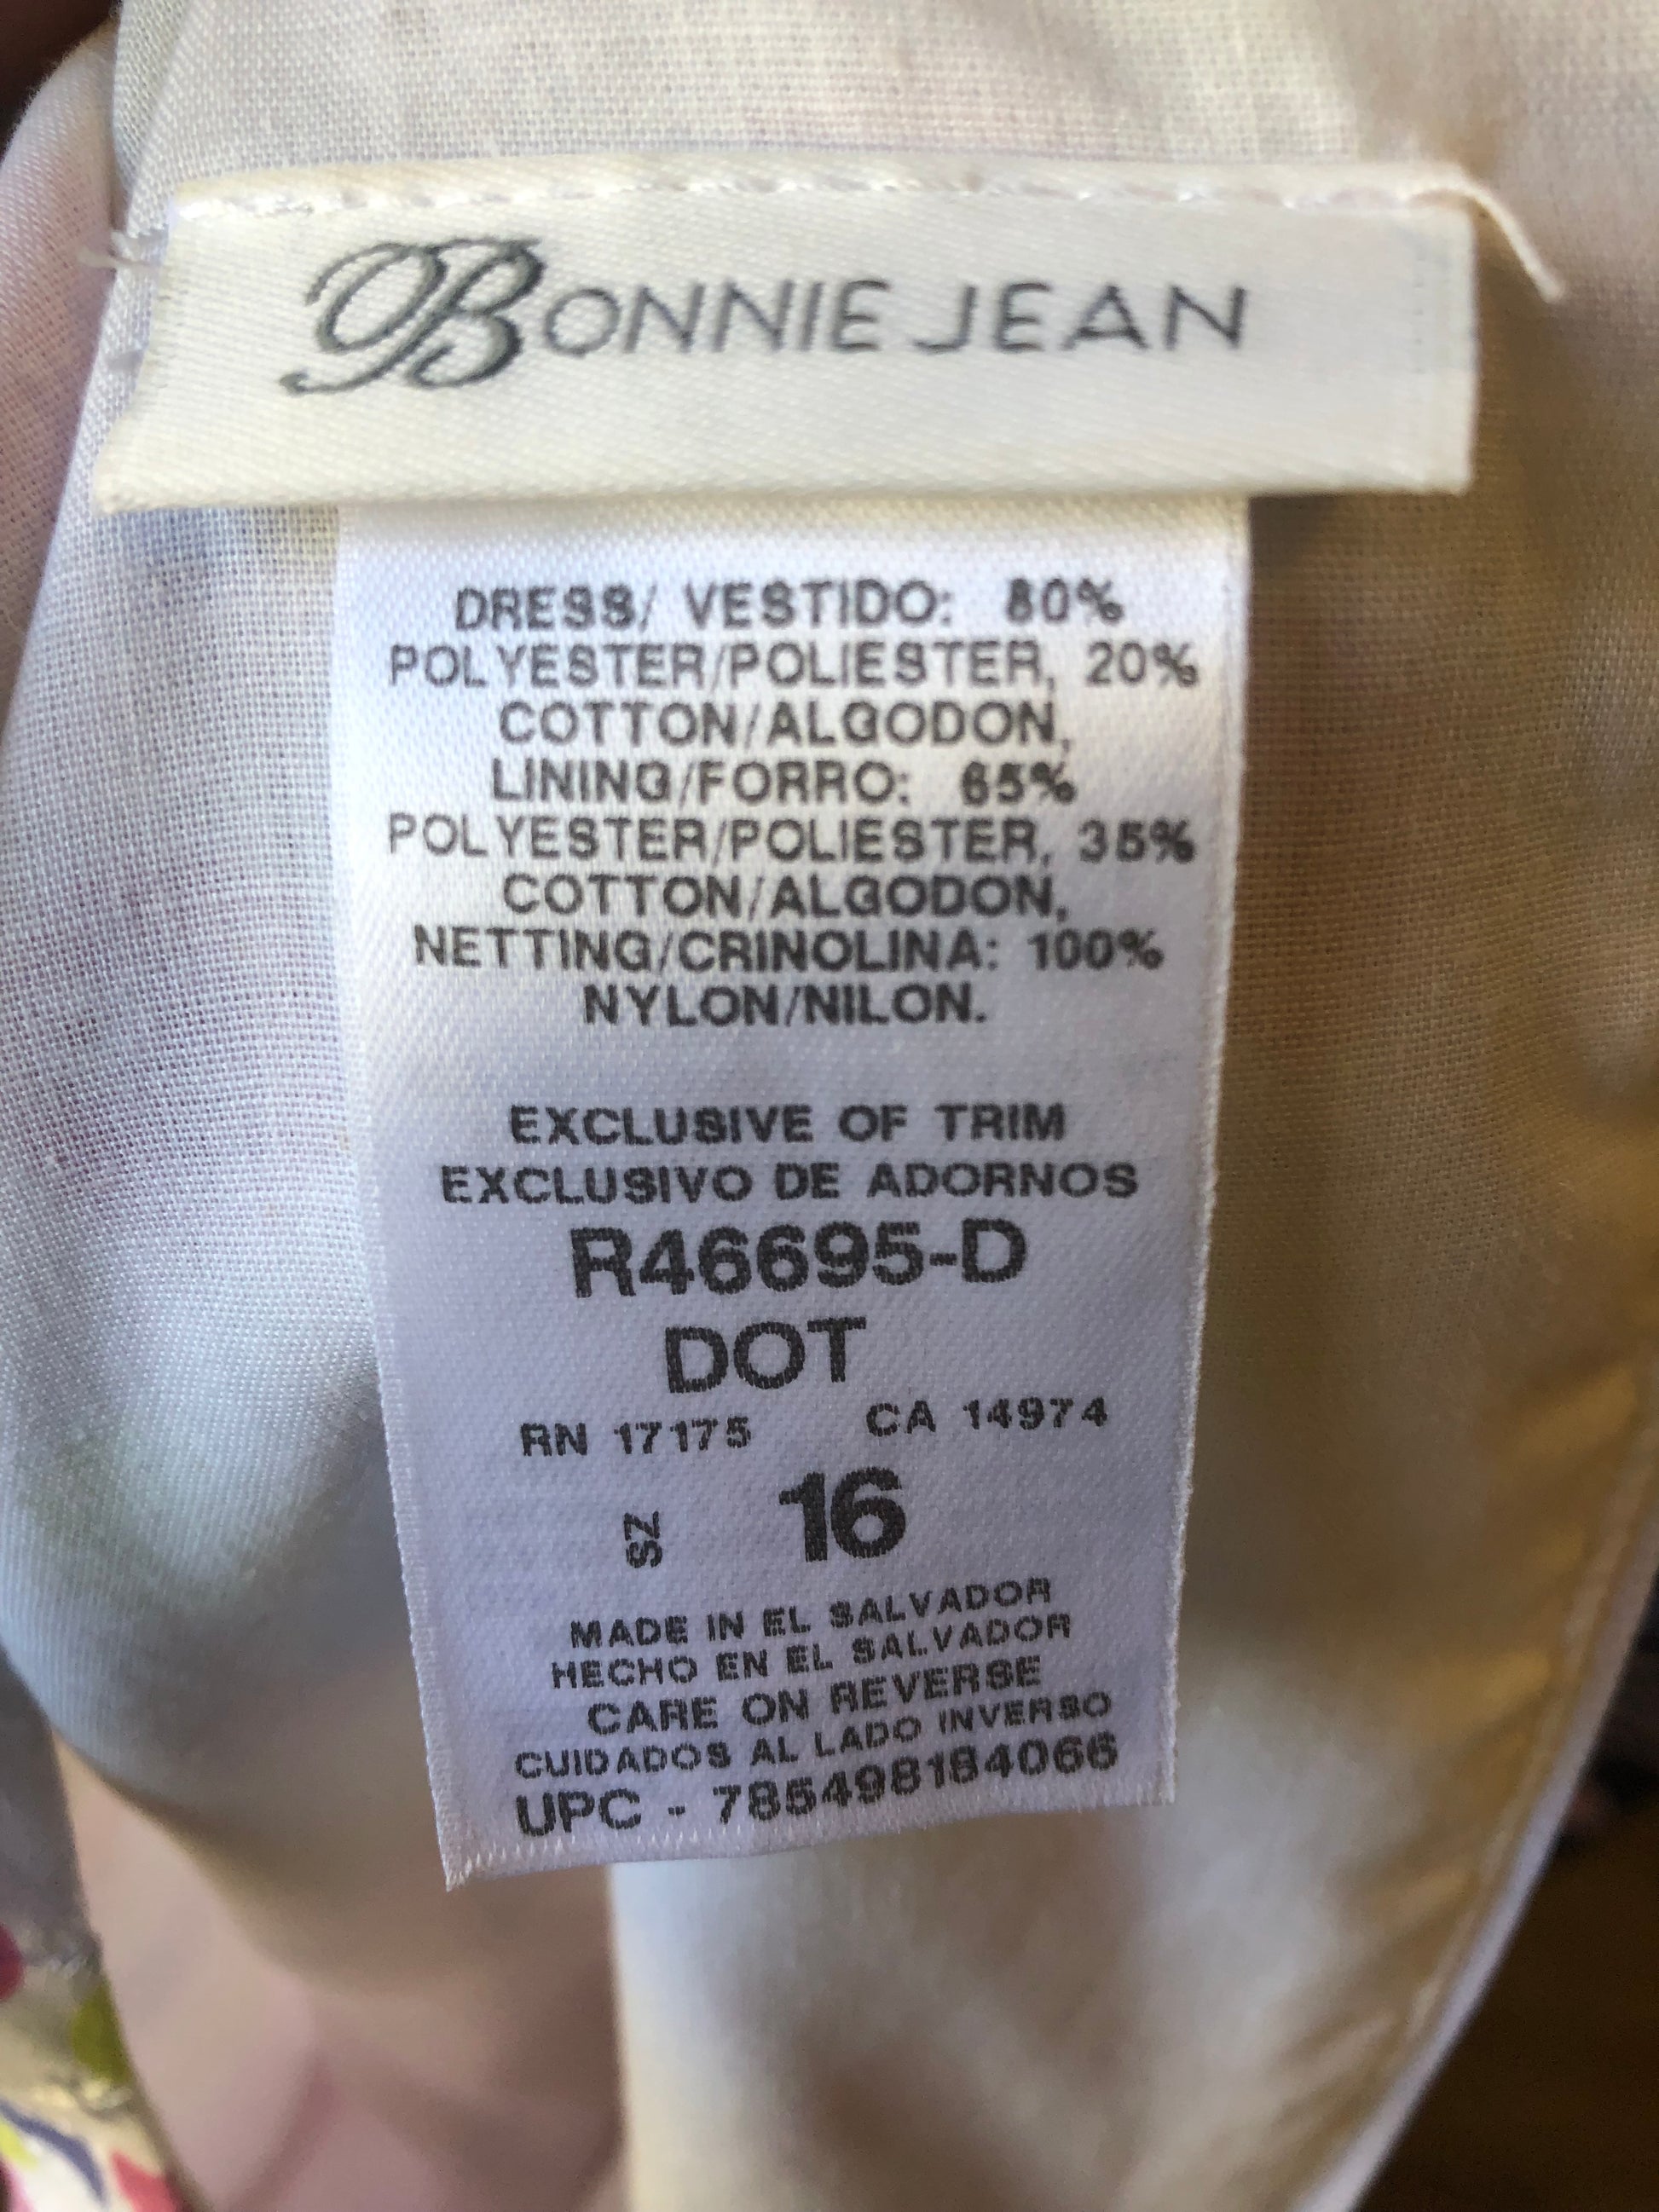 BONNIE JEAN
DRESS/ VESTIDO: 80%
POLYESTER/POLIESTER, 20%
COTTON/ALGODON,
LINING/FORRO: 65%
POLYESTER/POLIESTER, 35%
COTTON/ALGODON,
NETTING/CRINOLINA: 100%
NYLON/NILON.
EXCLUSIVE OF TRIM
EXCLUSIVO DE ADORNOS
R46695-D
DOT
RN 17175 CA 14974
SZ 16
MADE IN EL SALVADOR
HECHO EN EL SALVADOR
CARE ON REVERSE
CUIDADOS AL LADO INVERSO
UPC - 785498184066